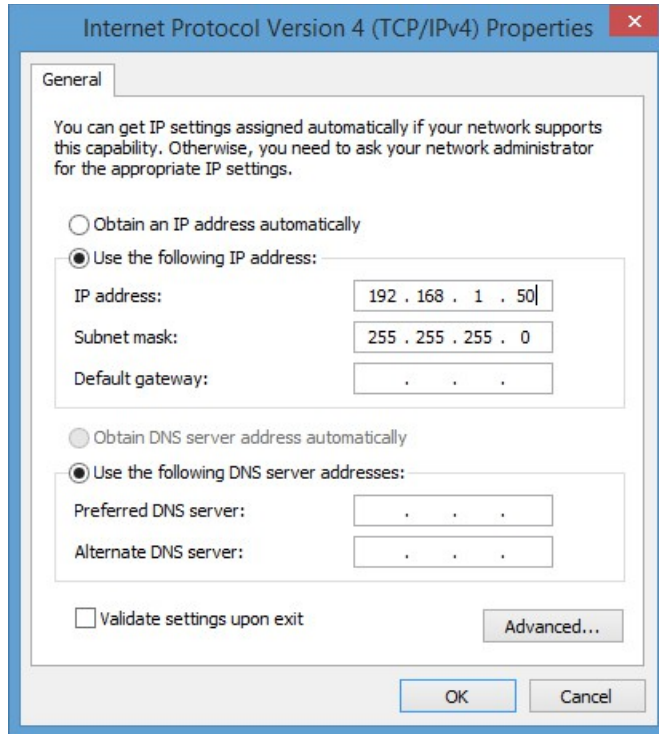 Internet Protocol Version 4 (TCP/IPv4) Properties
General
You can get IP settings assigned automatically if your network supports
this capability. Otherwise, you need to ask your network administrator
for the appropriate IP settings.
Obtain an IP address automatically
Use the following IP address:
IP address: 192 . 168 . 1 . 50
Subnet mask: 255 . 255 . 255 . 0
Default gateway: . . .
Obtain DNS server address automatically
Use the following DNS server addresses:
Preferred DNS server: . . .
Alternate DNS server: . . .
Validate settings upon exit
Advanced...
OK Cancel